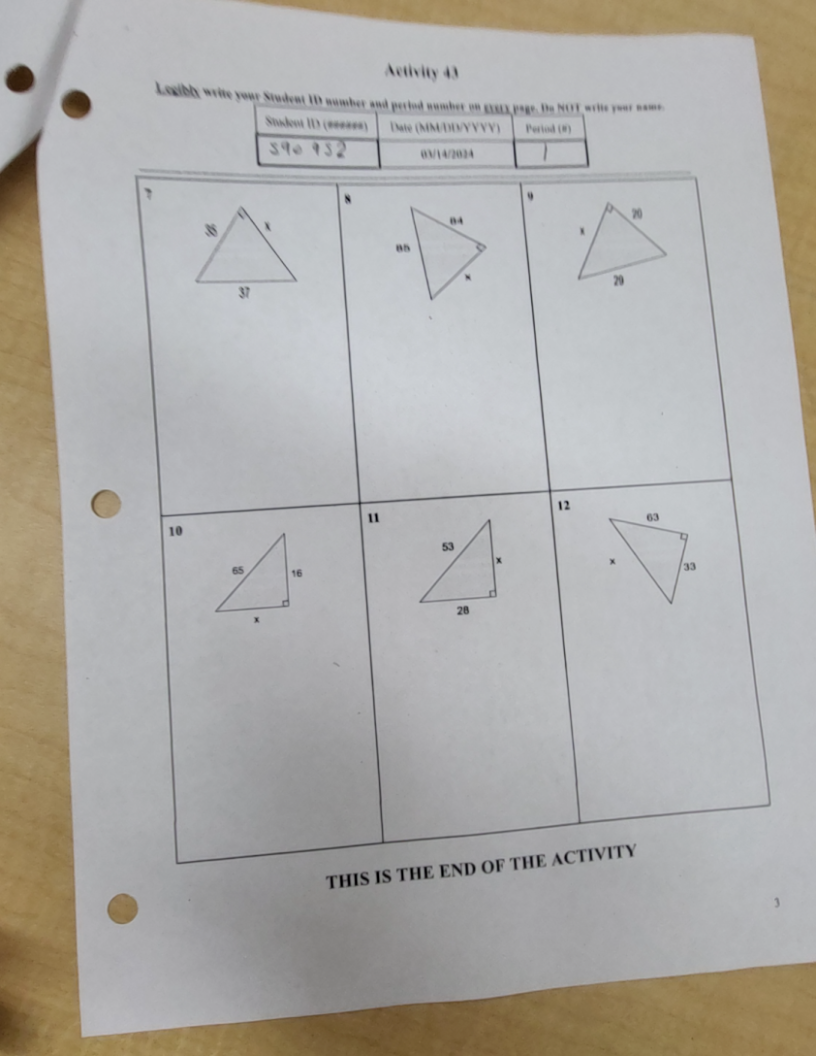 Activity 43
Legibly write your Student ID number and period number on every page. Do NOT write your name.
Student ID (######) Date (MM/DD/YYYY) Period (#)
590 952 03/14/2024 1
7 8 9
35 x 37
84 x
x 20 29
10 11 12
65 16 x
53 x 28
63 x 33
THIS IS THE END OF THE ACTIVITY
3